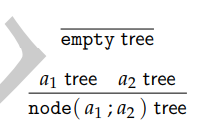 empty tree
a1 tree a2 tree
node( a1 ; a2 ) tree